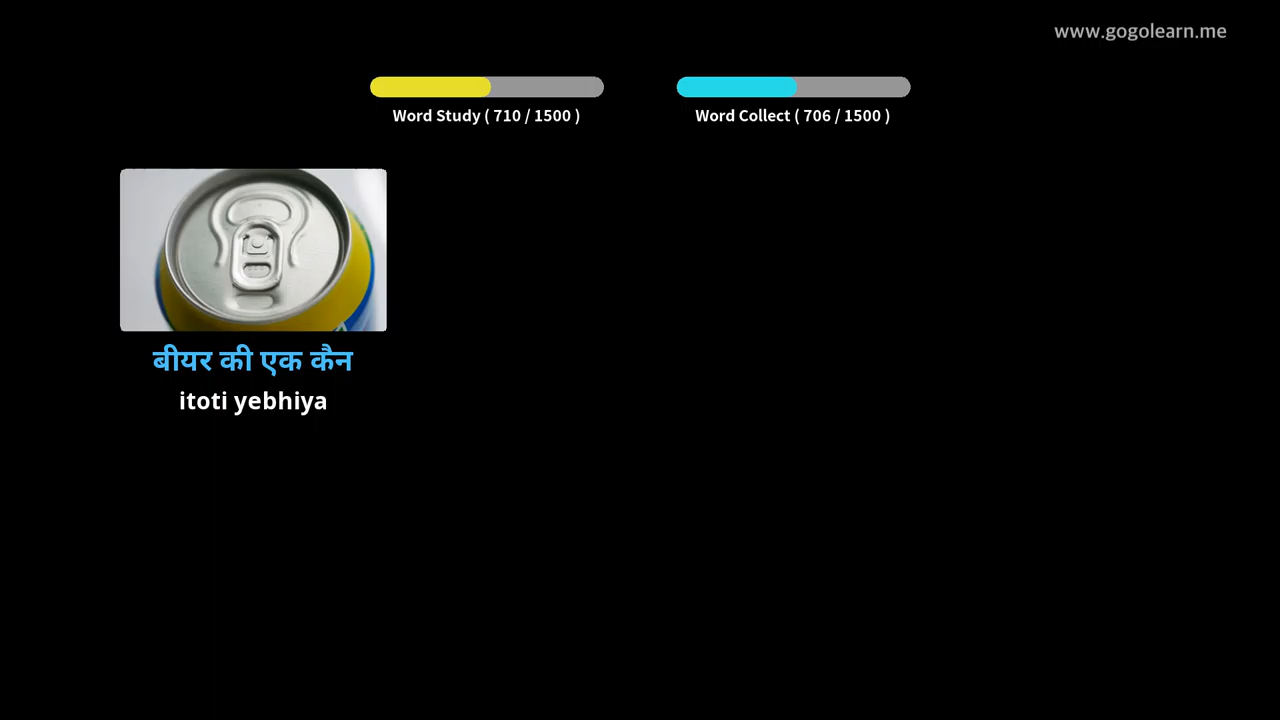 www.gogolearn.me
Word Study ( 710 / 1500 )
Word Collect ( 706 / 1500 )
बीयर की एक कैन
itoti yebhiya